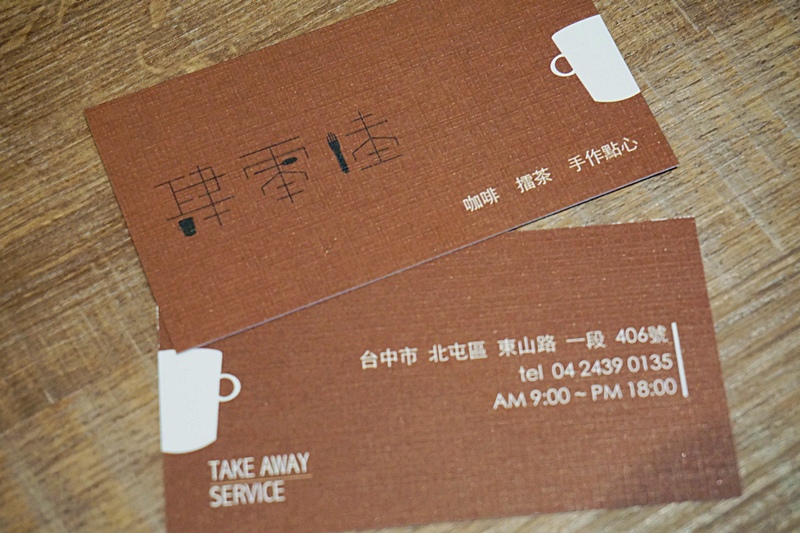 肆零佳
咖啡 擂茶 手作點心
台中市 北屯區 東山路 一段 406號
tel 04 2439 0135
AM 9:00 ~ PM 18:00
TAKE AWAY
SERVICE